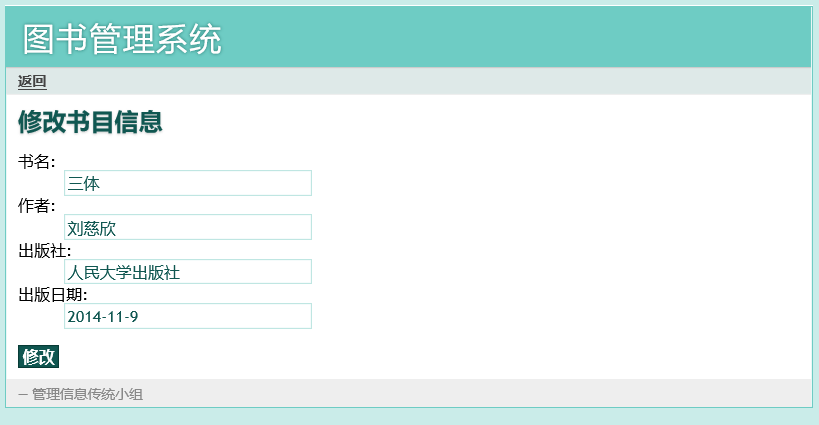 图书管理系统
返回
修改书目信息
书名:
三体
作者:
刘慈欣
出版社:
人民大学出版社
出版日期:
2014-11-9
修改
— 管理信息传统小组